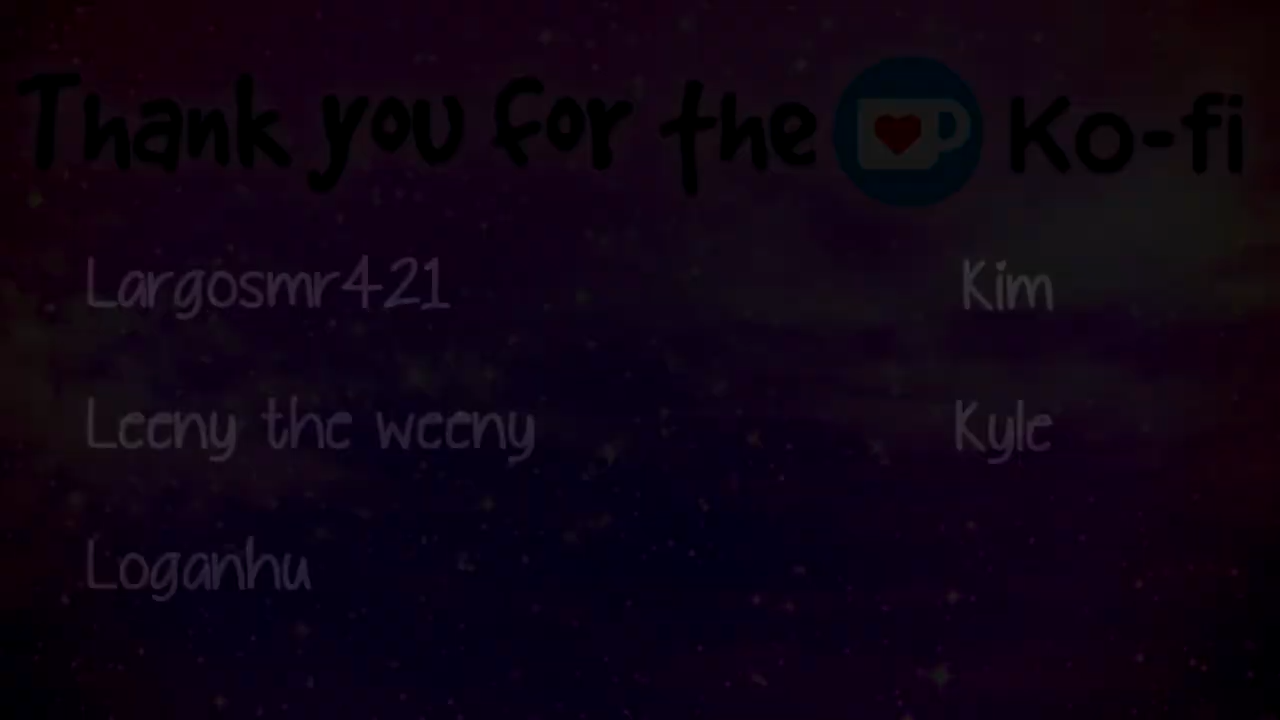 Thank you for the Ko-fi
Largosmr421 Kim
Leeny the weeny Kyle
Loganhu